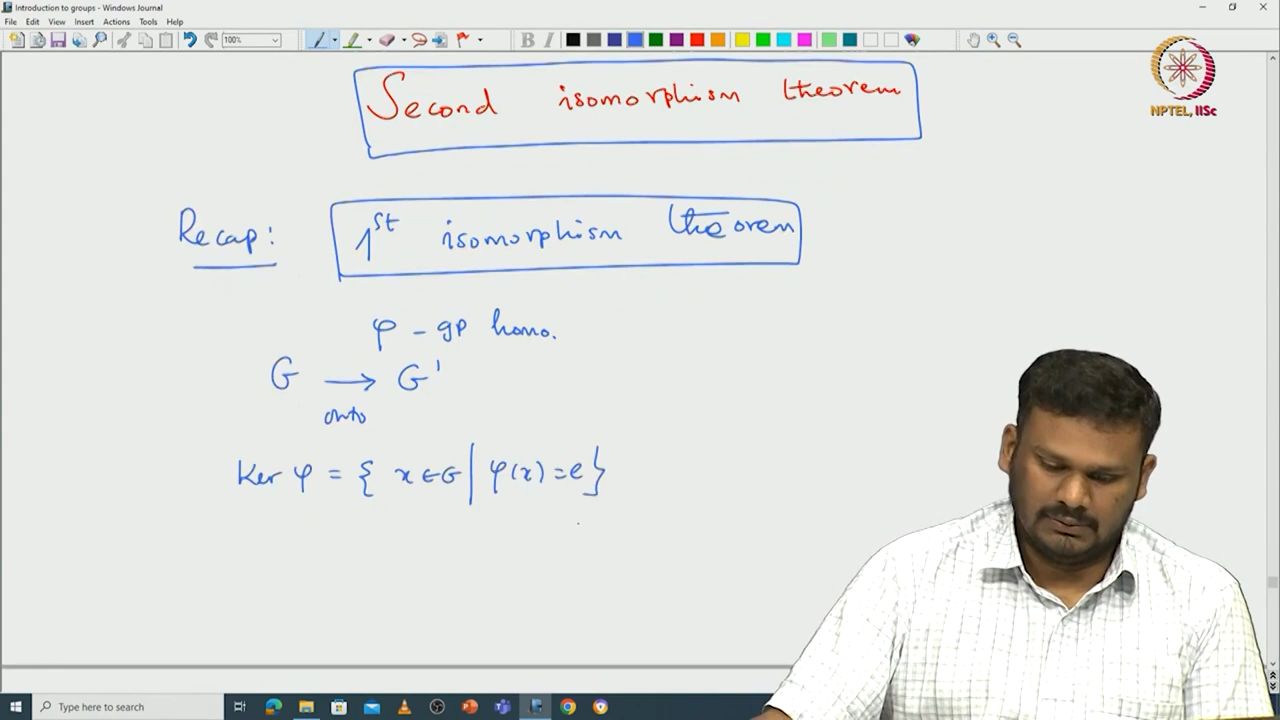 Introduction to groups - Windows Journal
File Edit View Insert Actions Tools Help
100%
B I
NPTEL, IISc
Second isomorphism theorem
Recap: 1st isomorphism theorem
φ - gp homo.
G → G'
onto
Ker φ = { x ∈ G | φ(x) = e }
Type here to search